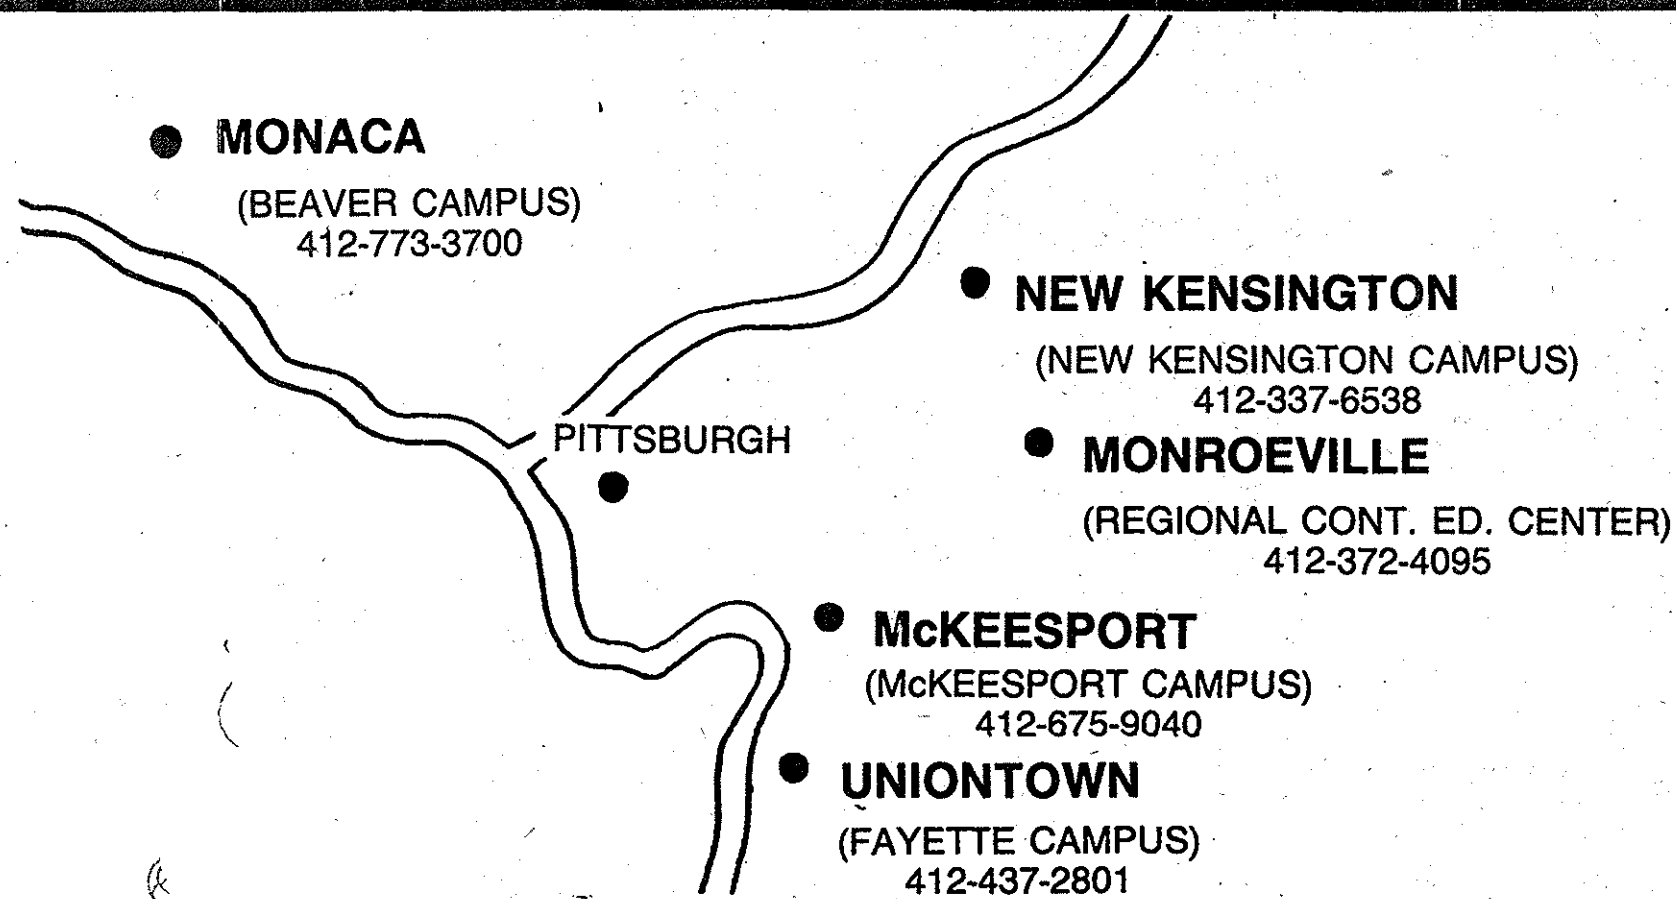 MONACA
(BEAVER CAMPUS)
412-773-3700
NEW KENSINGTON
(NEW KENSINGTON CAMPUS)
412-337-6538
PITTSBURGH
MONROEVILLE
(REGIONAL CONT. ED. CENTER)
412-372-4095
McKEESPORT
(McKEESPORT CAMPUS)
412-675-9040
UNIONTOWN
(FAYETTE CAMPUS)
412-437-2801